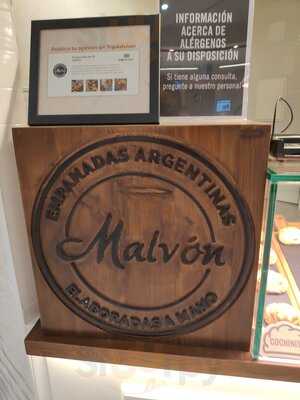 INFORMACIÓN
ACERCA DE
ALÉRGENOS
A SU DISPOSICIÓN
Si tiene alguna consulta,
pregunte a nuestro personal
EMPANADAS ARGENTINAS
Malvón
ELABORADAS A MANO